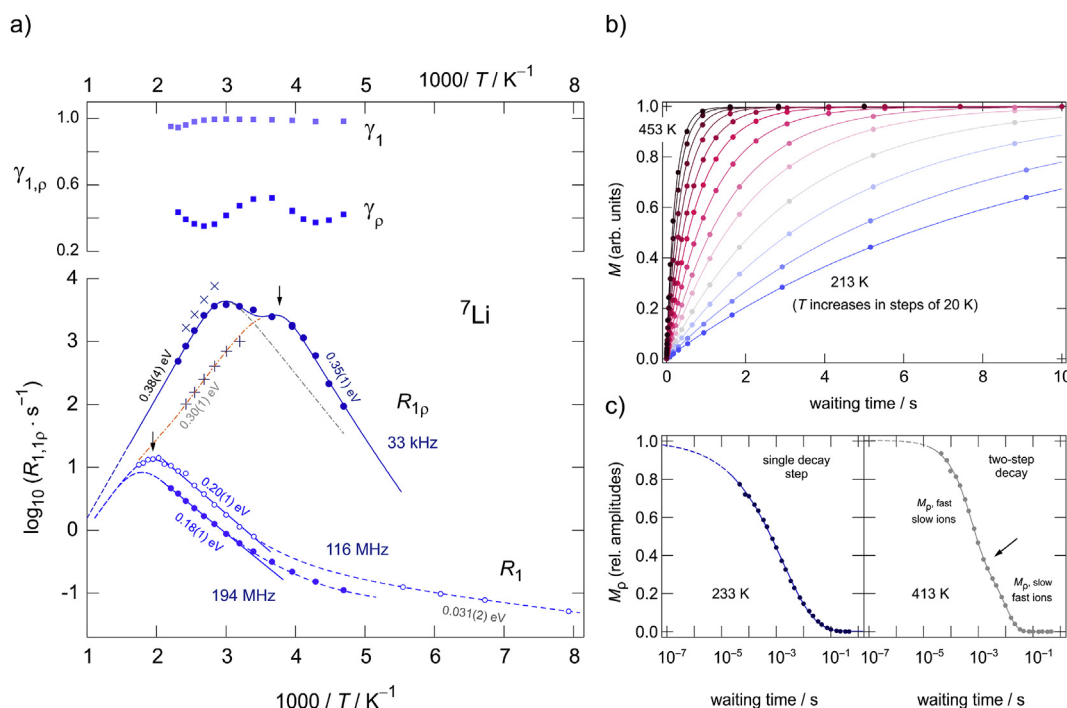 a)
1000/ T / K⁻¹
1 2 3 4 5 6 7 8
1.0
γ₁
γ₁,ρ
0.6
γρ
0.2
4
⁷Li
3
0.38(4) eV
0.35(1) eV
2
0.30(1) eV
R₁ρ
33 kHz
log₁₀ (R₁,₁ρ · s⁻¹)
1
0.20(1) eV
0
0.18(1) eV
116 MHz
R₁
-1
194 MHz
0.031(2) eV
1 2 3 4 5 6 7 8
1000 / T / K⁻¹
b)
1.0
453 K
0.8
0.6
M (arb. units)
0.4
213 K
0.2
(T increases in steps of 20 K)
0.0
0 2 4 6 8 10
waiting time / s
c)
1.0
single decay
step
two-step
decay
0.8
0.6
Mρ, fast
slow ions
Mρ (rel. amplitudes)
0.4
Mρ, slow
fast ions
233 K
413 K
0.2
0.0
10⁻⁷ 10⁻⁵ 10⁻³ 10⁻¹ 10⁻⁷ 10⁻⁵ 10⁻³ 10⁻¹
waiting time / s waiting time / s